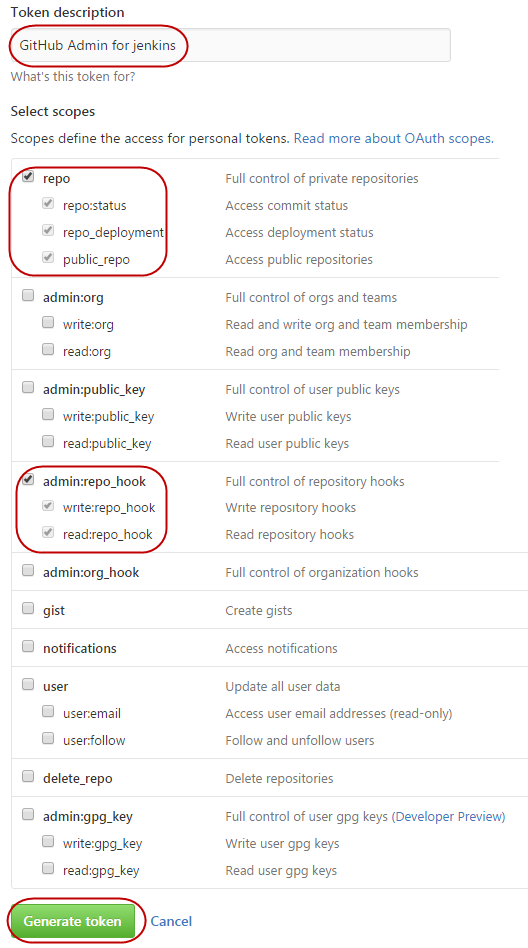 Token description
GitHub Admin for jenkins
What's this token for?
Select scopes
Scopes define the access for personal tokens. Read more about OAuth scopes.
repo Full control of private repositories
repo:status Access commit status
repo_deployment Access deployment status
public_repo Access public repositories
admin:org Full control of orgs and teams
write:org Read and write org and team membership
read:org Read org and team membership
admin:public_key Full control of user public keys
write:public_key Write user public keys
read:public_key Read user public keys
admin:repo_hook Full control of repository hooks
write:repo_hook Write repository hooks
read:repo_hook Read repository hooks
admin:org_hook Full control of organization hooks
gist Create gists
notifications Access notifications
user Update all user data
user:email Access user email addresses (read-only)
user:follow Follow and unfollow users
delete_repo Delete repositories
admin:gpg_key Full control of user gpg keys (Developer Preview)
write:gpg_key Write user gpg keys
read:gpg_key Read user gpg keys
Generate token Cancel